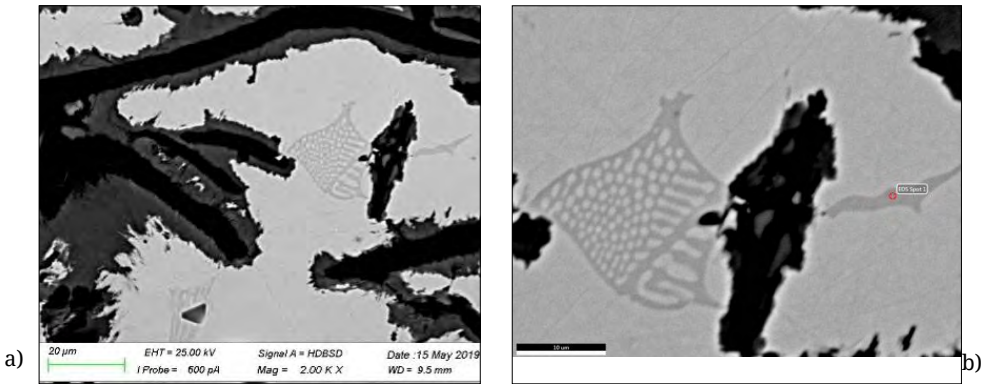 EDS Spot 1
10 µm
20 µm
EHT = 25.00 kV Signal A = HDBSD Date :15 May 2019
I Probe = 600 pA Mag = 2.00 K X WD = 9.5 mm
a)
b)